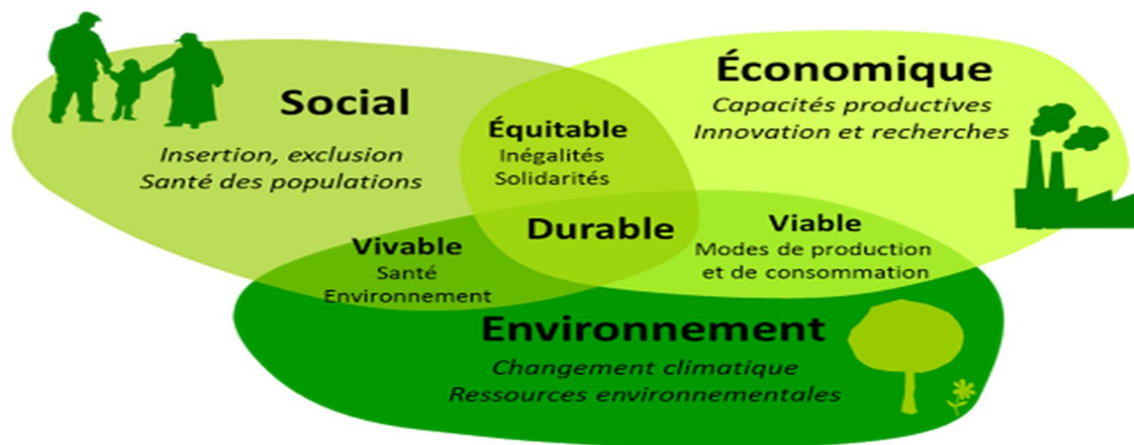 Social
Insertion, exclusion
Santé des populations
Économique
Capacités productives
Innovation et recherches
Équitable
Inégalités
Solidarités
Durable
Vivable
Santé
Environnement
Viable
Modes de production
et de consommation
Environnement
Changement climatique
Ressources environnementales